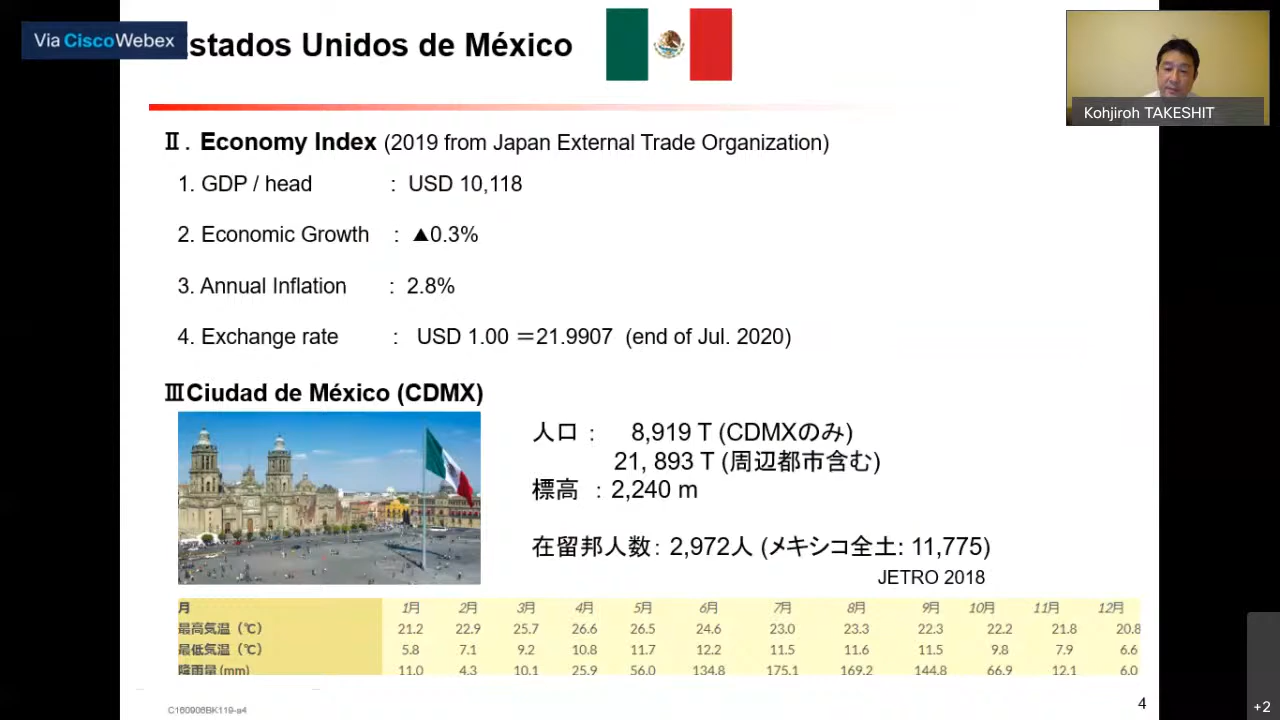 Via CiscoWebex
stados Unidos de México
Kohjiroh TAKESHIT
Ⅱ. Economy Index (2019 from Japan External Trade Organization)
1. GDP / head : USD 10,118
2. Economic Growth : ▲0.3%
3. Annual Inflation : 2.8%
4. Exchange rate : USD 1.00 ＝21.9907 (end of Jul. 2020)
ⅢCiudad de México (CDMX)
人口： 8,919 T (CDMXのみ)
21, 893 T (周辺都市含む)
標高 ：2,240 m
在留邦人数: 2,972人 (メキシコ全土: 11,775)
JETRO 2018
月 1月 2月 3月 4月 5月 6月 7月 8月 9月 10月 11月 12月
最高気温（℃） 21.2 22.9 25.7 26.6 26.5 24.6 23.0 23.3 22.3 22.2 21.8 20.8
最低気温（℃） 5.8 7.1 9.2 10.8 11.7 12.2 11.5 11.6 11.5 9.8 7.9 6.6
降雨量(mm) 11.0 4.3 10.1 25.9 56.0 134.8 175.1 169.2 144.8 66.9 12.1 6.0
C160906BK119-a4
4
+2